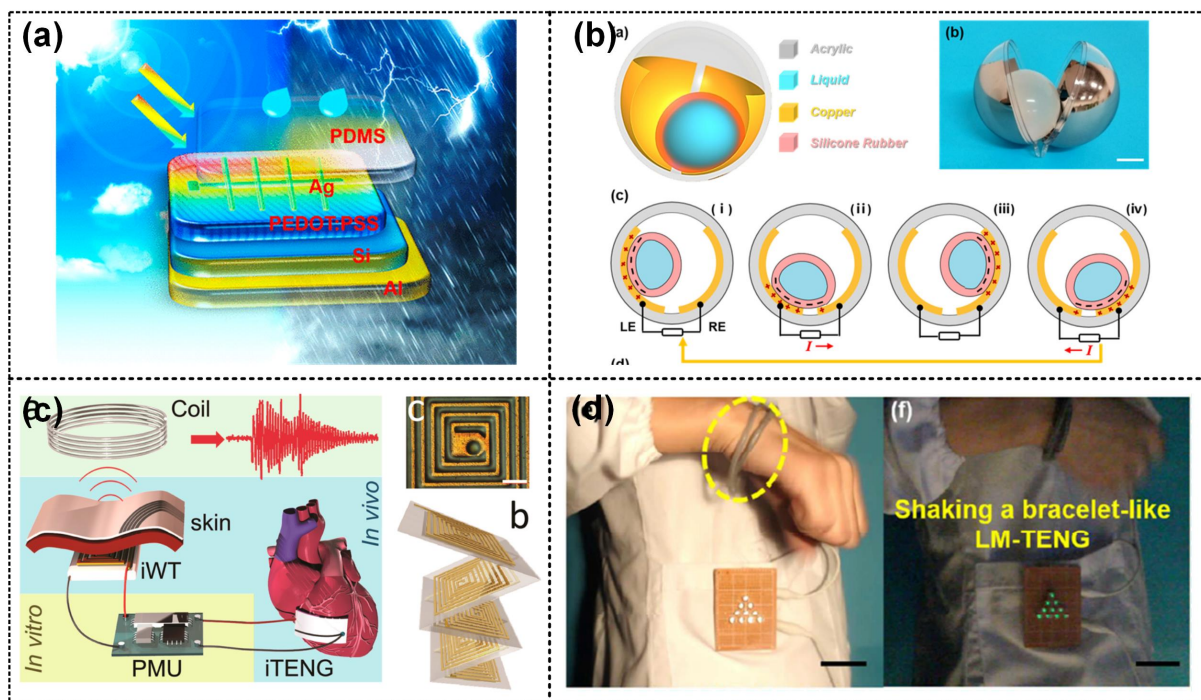 (a)
PDMS
Ag
PEDOT:PSS
Si
Al
(b)
(a)
Acrylic
Liquid
Copper
Silicone Rubber
(b)
(c)
(i)
(ii)
(iii)
(iv)
LE
RE
I
I
(d)
(c)
a
Coil
C
In vivo
skin
iWT
b
In vitro
PMU
iTENG
(d)
(f)
Shaking a bracelet-like
LM-TENG